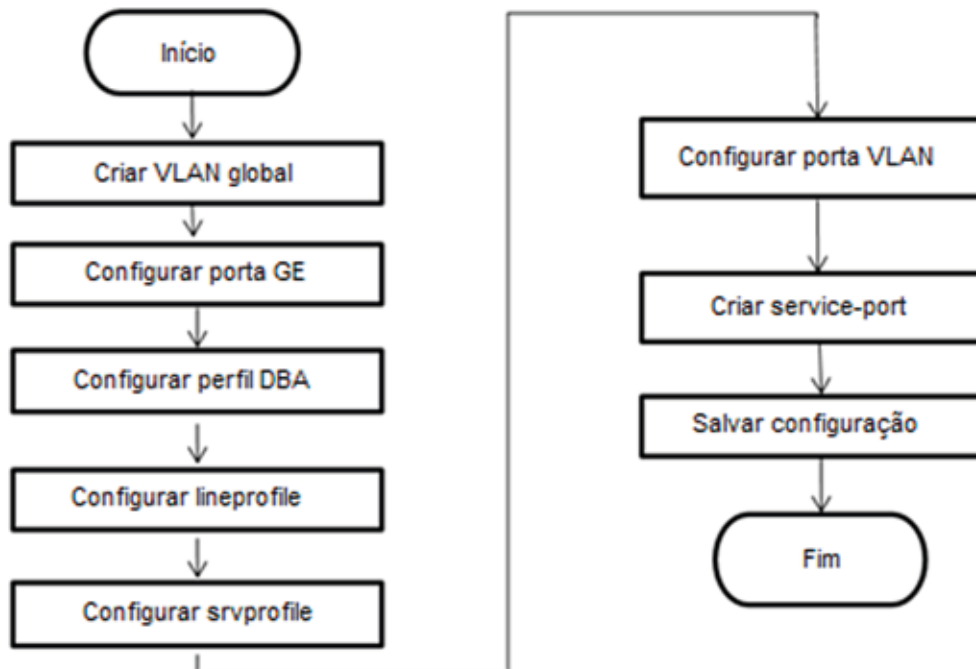 Início
Criar VLAN global
Configurar porta GE
Configurar perfil DBA
Configurar lineprofile
Configurar srvprofile
Configurar porta VLAN
Criar service-port
Salvar configuração
Fim